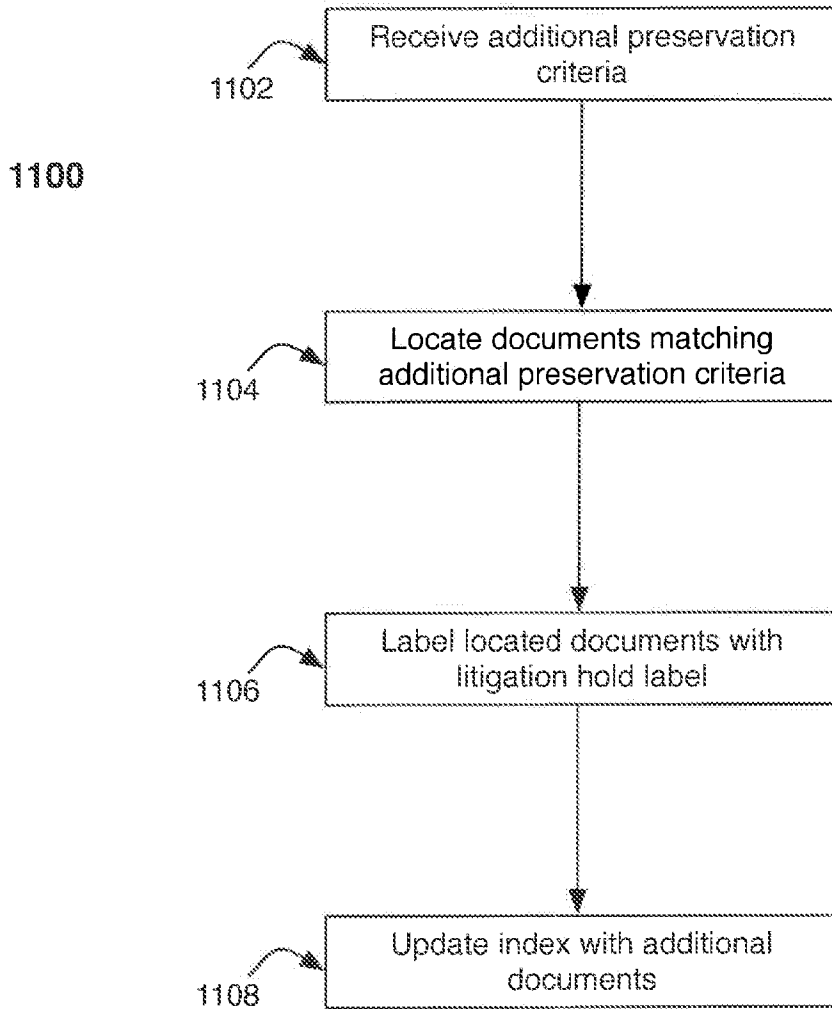 Receive additional preservation
criteria
1102
1100
Locate documents matching
additional preservation criteria
1104
Label located documents with
litigation hold label
1106
Update index with additional
documents
1108